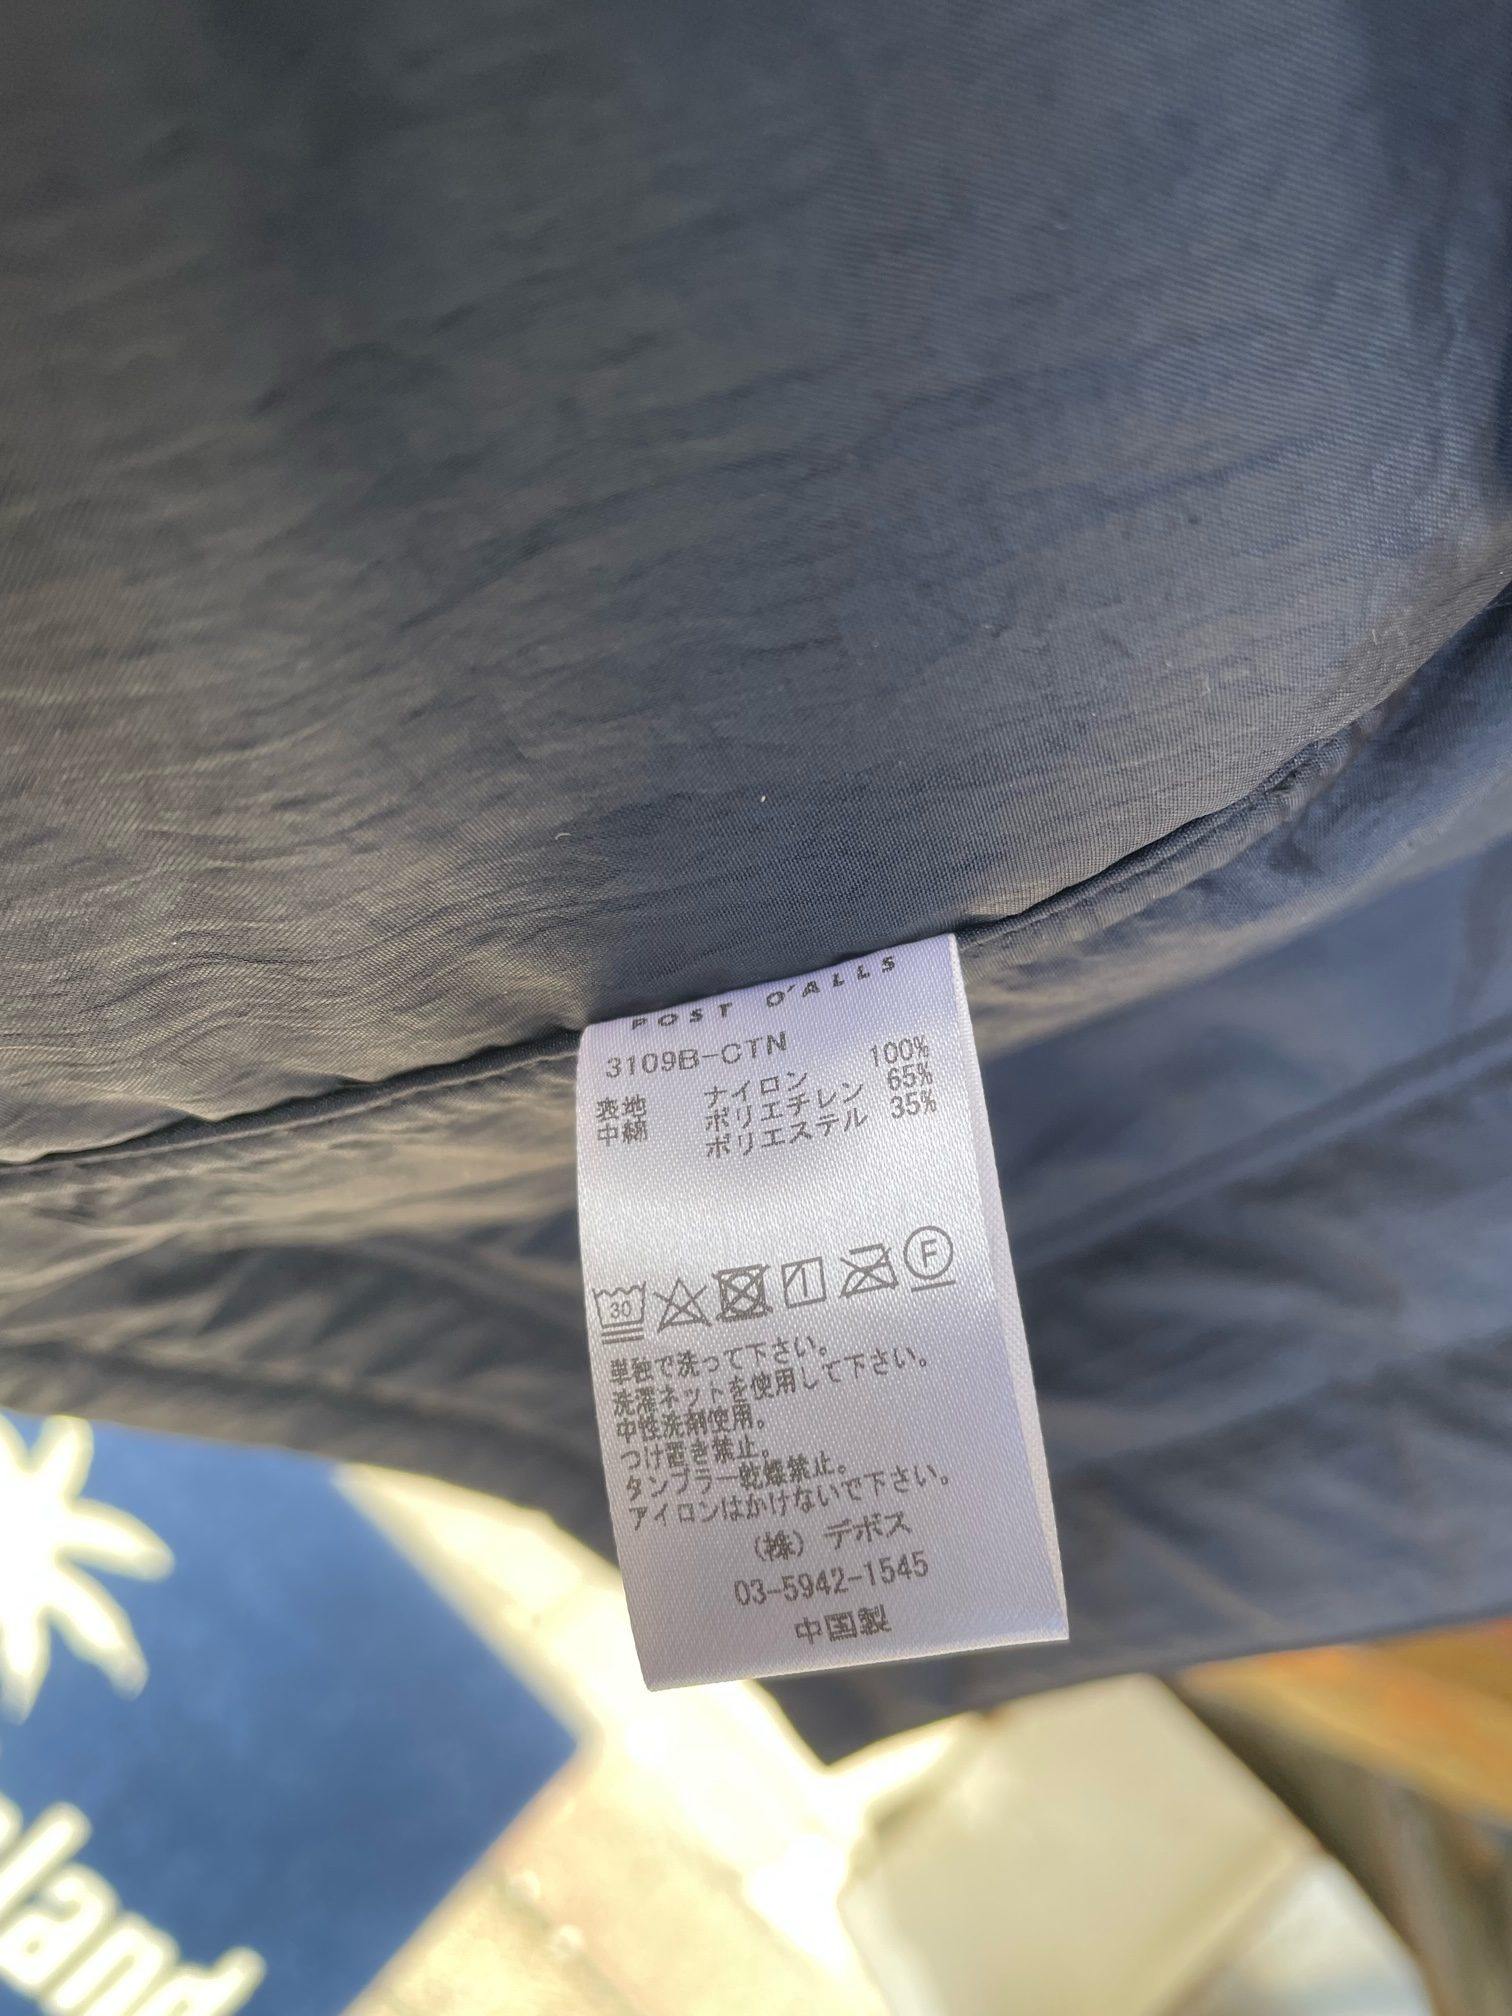 POST O'ALLS
3109B-CTN
表地 ナイロン 100%
中綿 ポリエチレン 65%
ポリエステル 35%
30
F
単独で洗って下さい。
洗濯ネットを使用して下さい。
中性洗剤使用。
つけ置き禁止。
タンブラー乾燥禁止。
アイロンはかけないで下さい。
(株) デポス
03-5942-1545
中国製
land